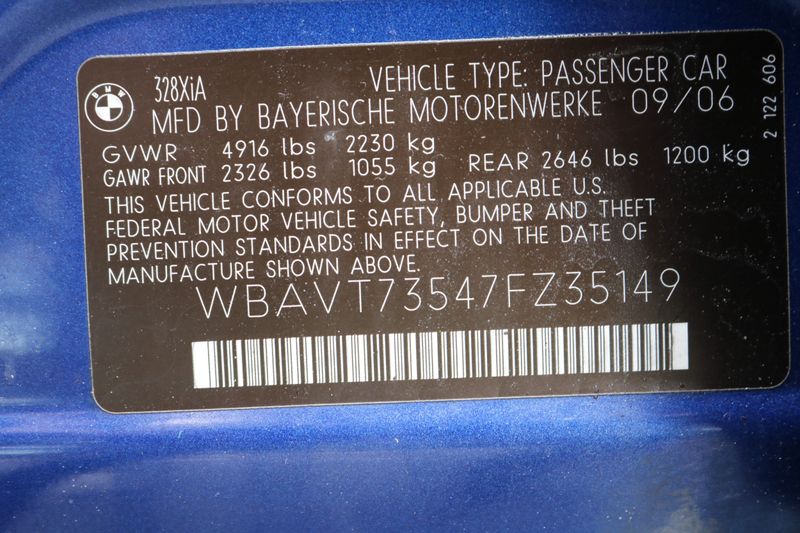 BMW
328XiA
VEHICLE TYPE: PASSENGER CAR
MFD BY BAYERISCHE MOTORENWERKE 09/06
GVWR 4916 lbs 2230 kg
GAWR FRONT 2326 lbs 1055 kg REAR 2646 lbs 1200 kg
THIS VEHICLE CONFORMS TO ALL APPLICABLE U.S.
FEDERAL MOTOR VEHICLE SAFETY, BUMPER AND THEFT
PREVENTION STANDARDS IN EFFECT ON THE DATE OF
MANUFACTURE SHOWN ABOVE.
WBAVT73547FZ35149
2 122 606